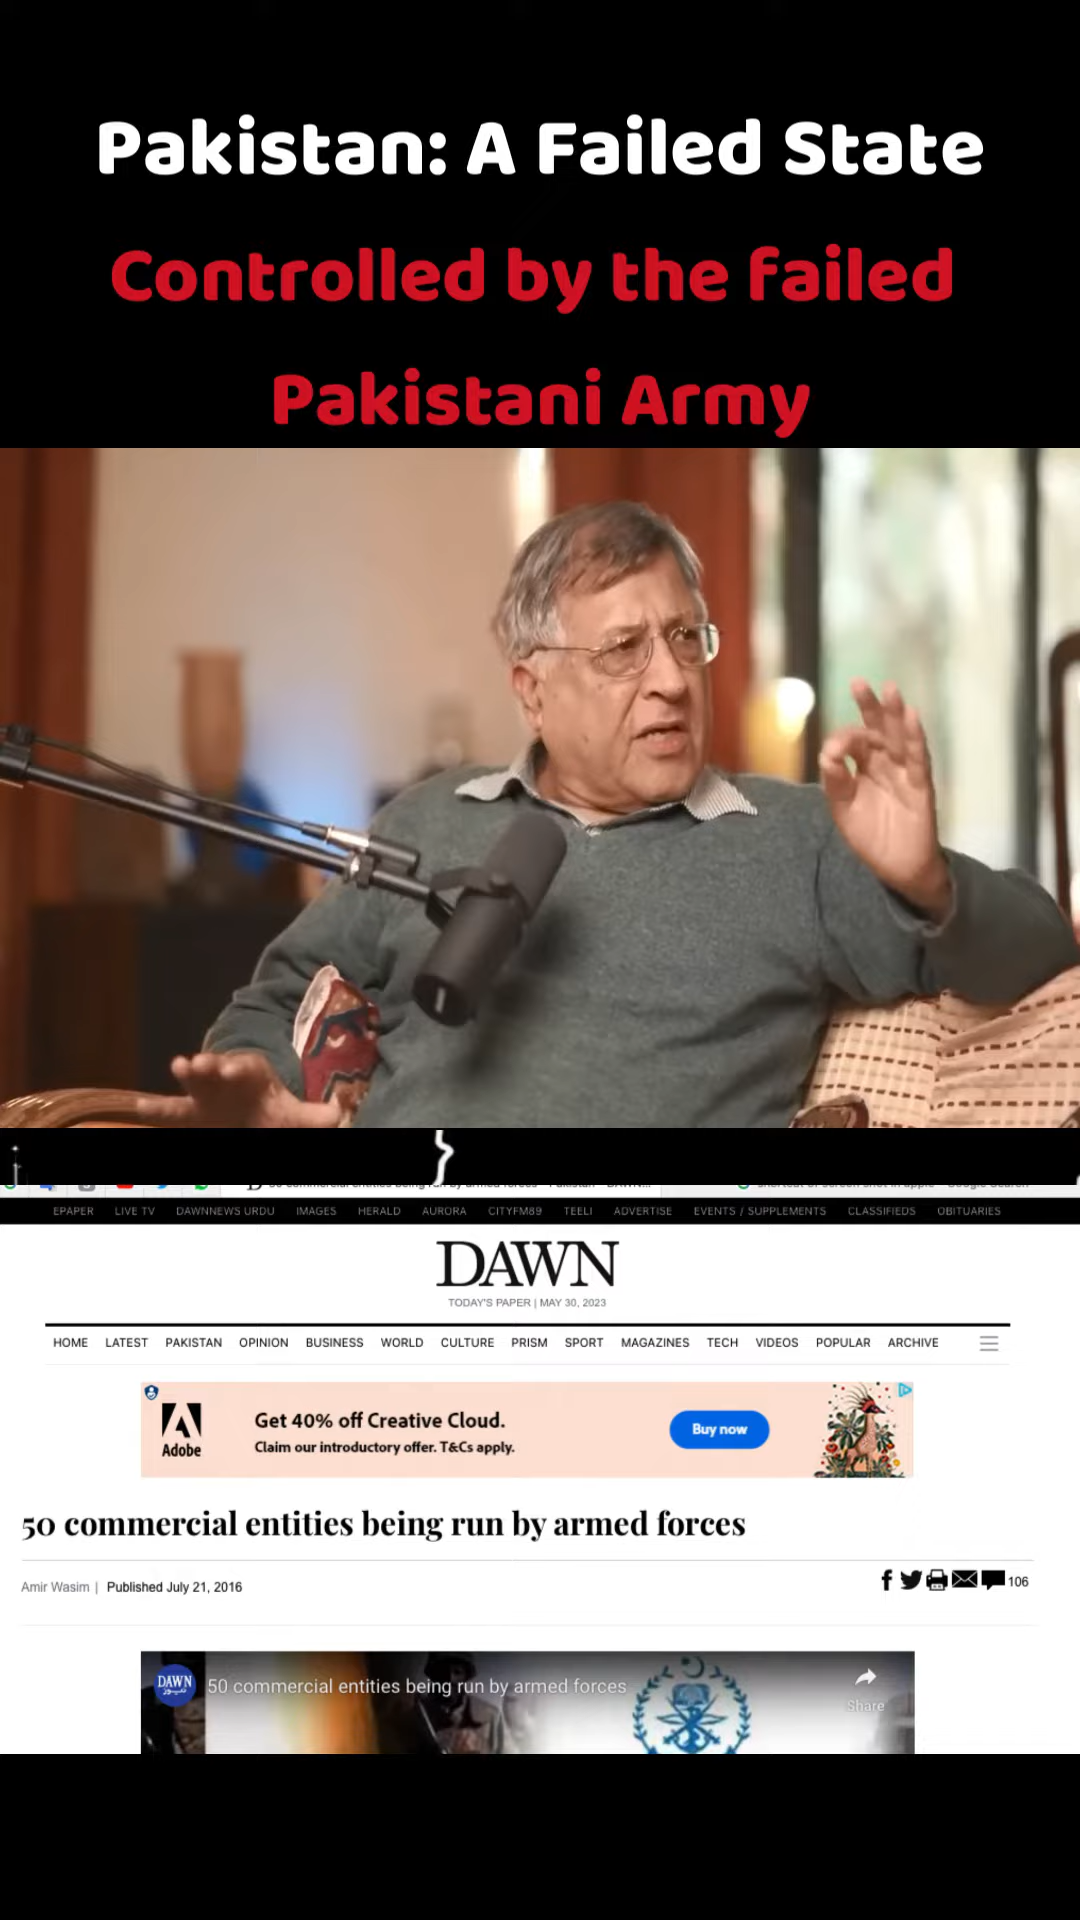 Pakistan: A Failed State
Controlled by the failed
Pakistani Army
EPAPER LIVE TV DAWNNEWS URDU IMAGES HERALD AURORA CITYFM89 TEELI ADVERTISE EVENTS / SUPPLEMENTS CLASSIFIEDS OBITUARIES
DAWN
TODAY'S PAPER | MAY 30, 2023
HOME LATEST PAKISTAN OPINION BUSINESS WORLD CULTURE PRISM SPORT MAGAZINES TECH VIDEOS POPULAR ARCHIVE
Adobe
Get 40% off Creative Cloud.
Claim our introductory offer. T&Cs apply.
Buy now
50 commercial entities being run by armed forces
Amir Wasim | Published July 21, 2016
106
DAWN
50 commercial entities being run by armed forces
Share